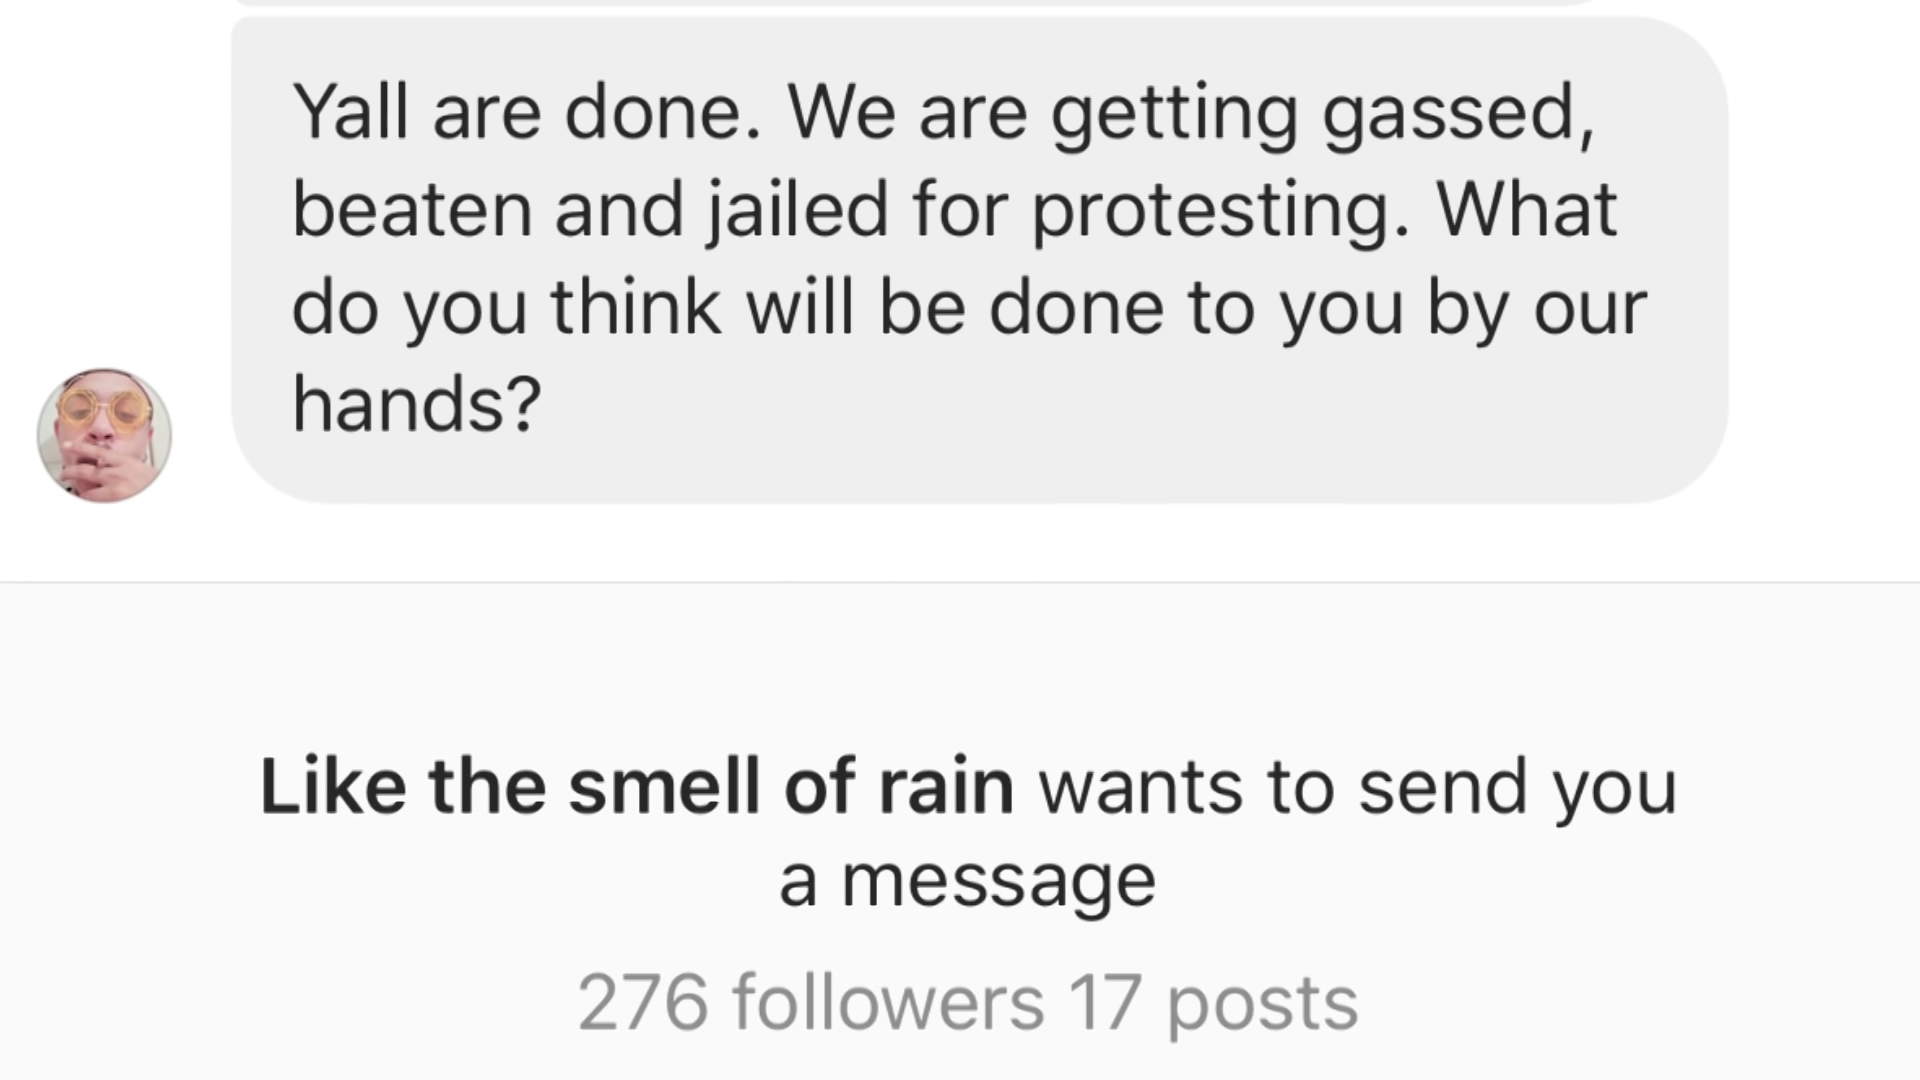 Yall are done. We are getting gassed,
beaten and jailed for protesting. What
do you think will be done to you by our
hands?
Like the smell of rain wants to send you
a message
276 followers 17 posts